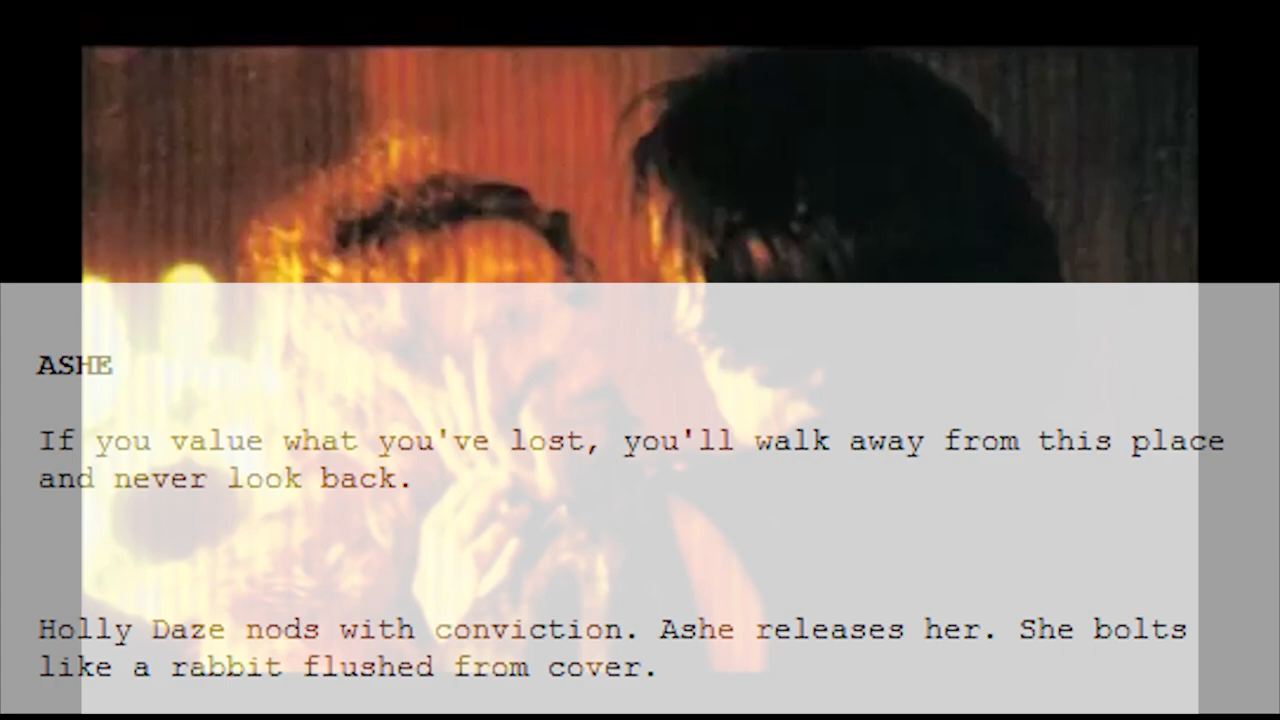 ASHE
If you value what you've lost, you'll walk away from this place
and never look back.
Holly Daze nods with conviction. Ashe releases her. She bolts
like a rabbit flushed from cover.